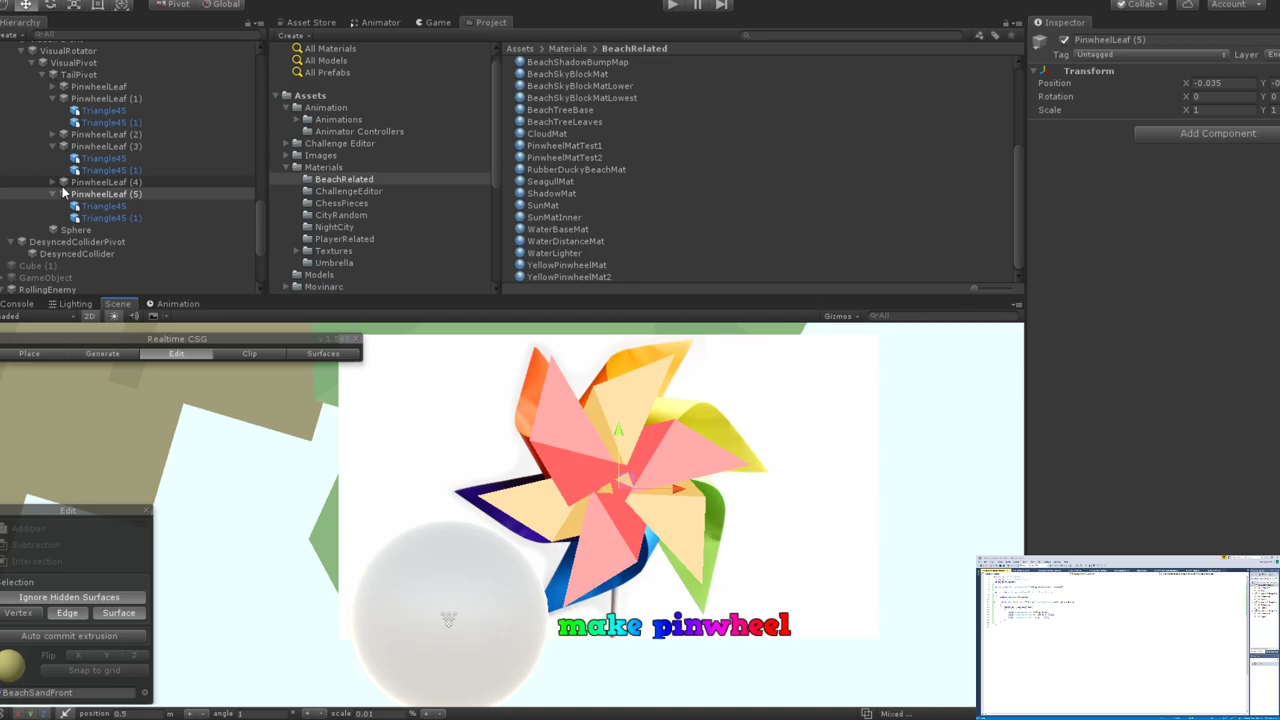 Pivot Global Collab Account
Hierarchy Asset Store Animator Game Project Inspector
All
Create
VisualRotator
VisualPivot
TailPivot
PinwheelLeaf
PinwheelLeaf (1)
Triangle45
Triangle45 (1)
PinwheelLeaf (2)
PinwheelLeaf (3)
Triangle45
Triangle45 (1)
PinwheelLeaf (4)
PinwheelLeaf (5)
Triangle45
Triangle45 (1)
Sphere
DesyncedColliderPivot
DesyncedCollider
Cube (1)
GameObject
RollingEnemy
All Materials
All Models
All Prefabs
Assets
Animation
Animations
Animator Controllers
Challenge Editor
Images
Materials
BeachRelated
ChallengeEditor
ChessPieces
CityRandom
NightCity
PlayerRelated
Textures
Umbrella
Models
Movinarc
Assets Materials BeachRelated
BeachShadowBumpMap
BeachSkyBlockMat
BeachSkyBlockMatLower
BeachSkyBlockMatLowest
BeachTreeBase
BeachTreeLeaves
CloudMat
PinwheelMatTest1
PinwheelMatTest2
RubberDuckyBeachMat
SeagullMat
ShadowMat
SunMat
SunMatInner
WaterBaseMat
WaterDistanceMat
WaterLighter
YellowPinwheelMat
YellowPinwheelMat2
PinwheelLeaf (5)
Tag Untagged Layer
Transform
Position X -0.035
Rotation X 0
Scale X 1
Add Component
Console Lighting Scene Animation
2D Gizmos All
Realtime CSG
Place Generate Edit Clip Surfaces
Edit
Addition
Subtraction
Intersection
Selection
Ignore Hidden Surfaces
Vertex Edge Surface
Auto commit extrusion
Flip X Y Z
Snap to grid
BeachSandFront
make pinwheel
X Y Z position 0.5 m + angle 1 ° + scale 0.01 % + Mixed ...